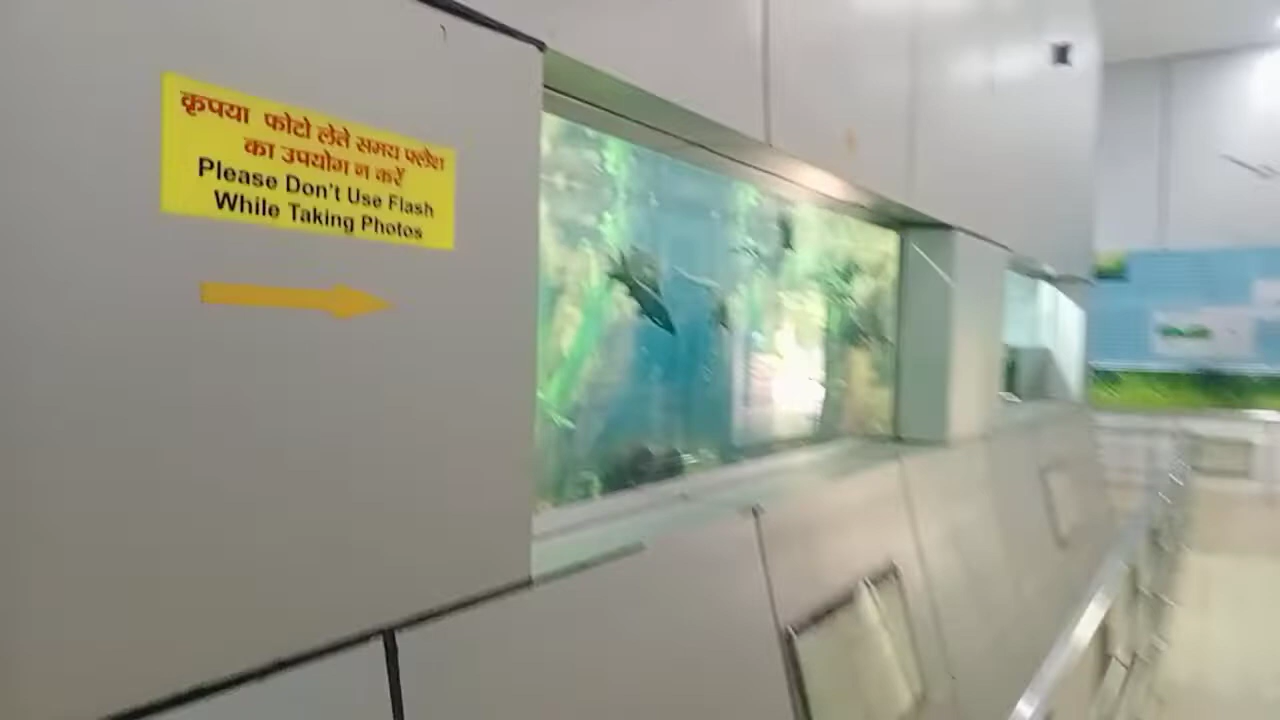 कृपया फोटो लेते समय फ्लेश
का उपयोग न करें
Please Don't Use Flash
While Taking Photos